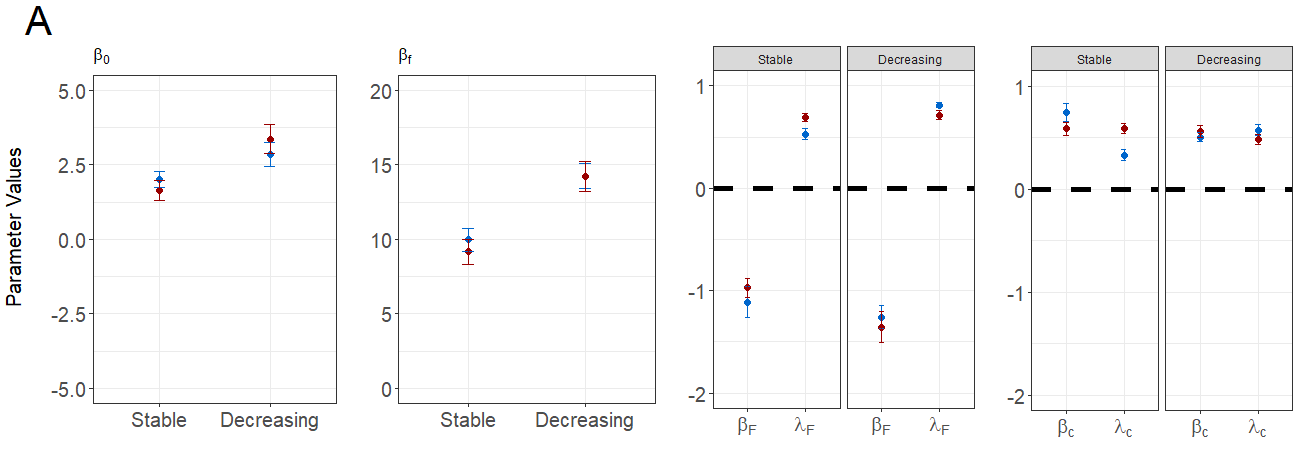 A
β0
βf
Parameter Values
5.0
2.5
0.0
-2.5
-5.0
Stable
Decreasing
20
15
10
5
0
Stable
Decreasing
Stable
Decreasing
1
0
-1
-2
βF
λF
βF
λF
Stable
Decreasing
1
0
-1
-2
βc
λc
βc
λc